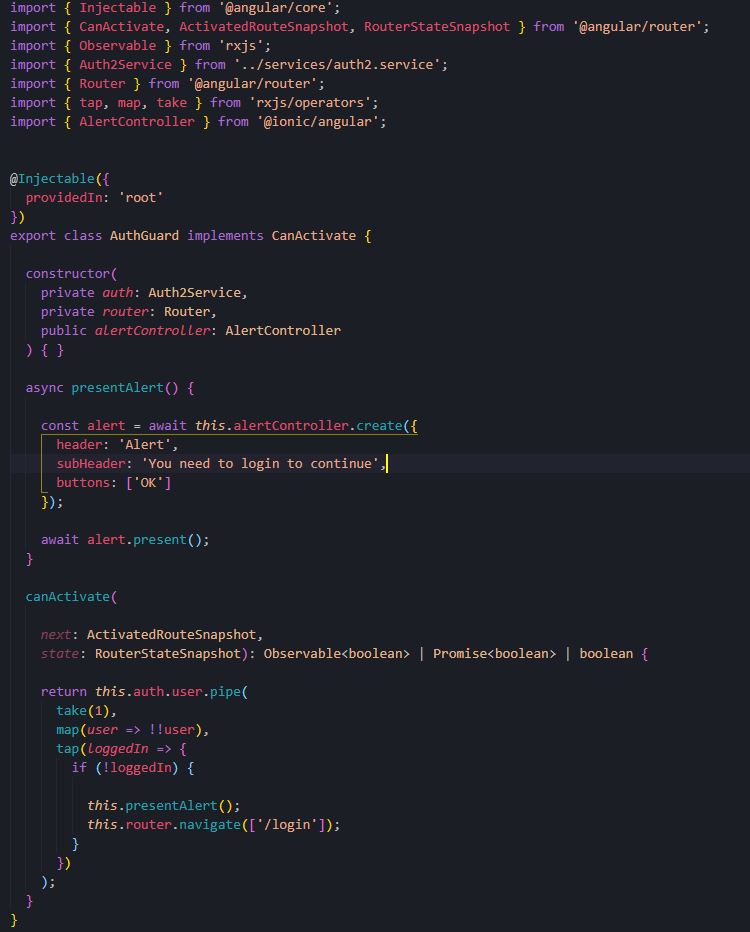 import { Injectable } from '@angular/core';
import { CanActivate, ActivatedRouteSnapshot, RouterStateSnapshot } from '@angular/router';
import { Observable } from 'rxjs';
import { Auth2Service } from '../services/auth2.service';
import { Router } from '@angular/router';
import { tap, map, take } from 'rxjs/operators';
import { AlertController } from '@ionic/angular';
@Injectable({
  providedIn: 'root'
})
export class AuthGuard implements CanActivate {
  constructor(
    private auth: Auth2Service,
    private router: Router,
    public alertController: AlertController
  ) { }
  async presentAlert() {
    const alert = await this.alertController.create({
      header: 'Alert',
      subHeader: 'You need to login to continue',
      buttons: ['OK']
    });
    await alert.present();
  }
  canActivate(
    next: ActivatedRouteSnapshot,
    state: RouterStateSnapshot): Observable<boolean> | Promise<boolean> | boolean {
    return this.auth.user.pipe(
      take(1),
      map(user => !!user),
      tap(loggedIn => {
        if (!loggedIn) {
          this.presentAlert();
          this.router.navigate(['/login']);
        }
      })
    );
  }
}